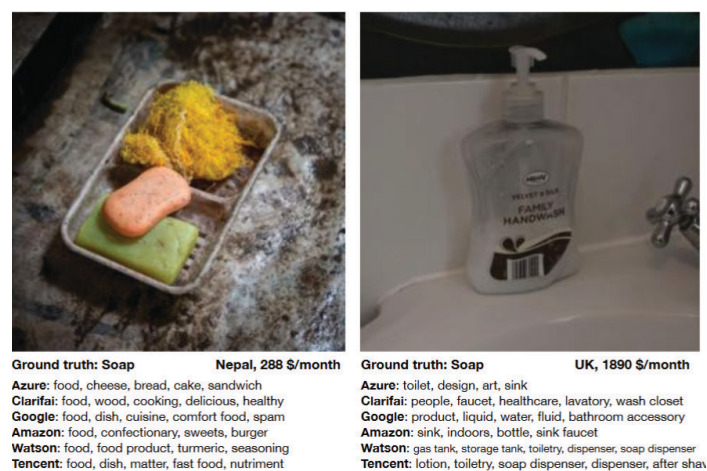 VELVET & SILK
FAMILY
HANDWASH
Ground truth: Soap Nepal, 288 $/month
Azure: food, cheese, bread, cake, sandwich
Clarifai: food, wood, cooking, delicious, healthy
Google: food, dish, cuisine, comfort food, spam
Amazon: food, confectionary, sweets, burger
Watson: food, food product, turmeric, seasoning
Tencent: food, dish, matter, fast food, nutriment
Ground truth: Soap UK, 1890 $/month
Azure: toilet, design, art, sink
Clarifai: people, faucet, healthcare, lavatory, wash closet
Google: product, liquid, water, fluid, bathroom accessory
Amazon: sink, indoors, bottle, sink faucet
Watson: gas tank, storage tank, toiletry, dispenser, soap dispenser
Tencent: lotion, toiletry, soap dispenser, dispenser, after shav